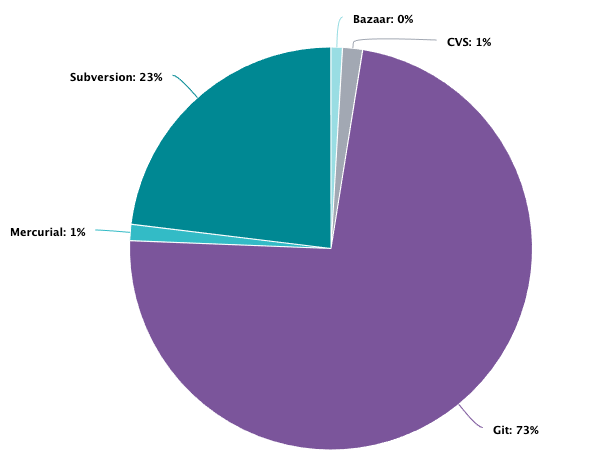 Bazaar: 0%
CVS: 1%
Subversion: 23%
Mercurial: 1%
Git: 73%